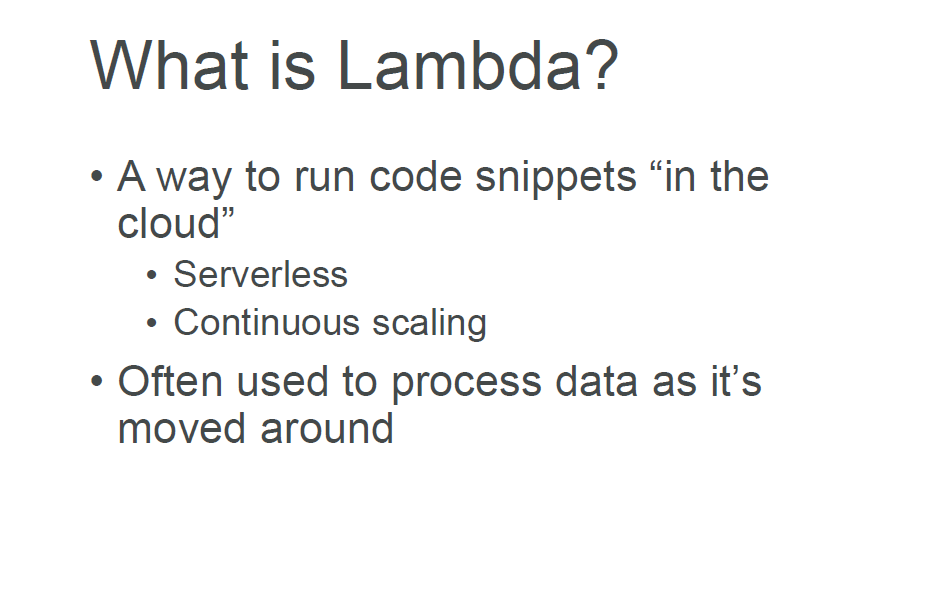 What is Lambda?
• A way to run code snippets “in the
cloud”
• Serverless
• Continuous scaling
• Often used to process data as it’s
moved around